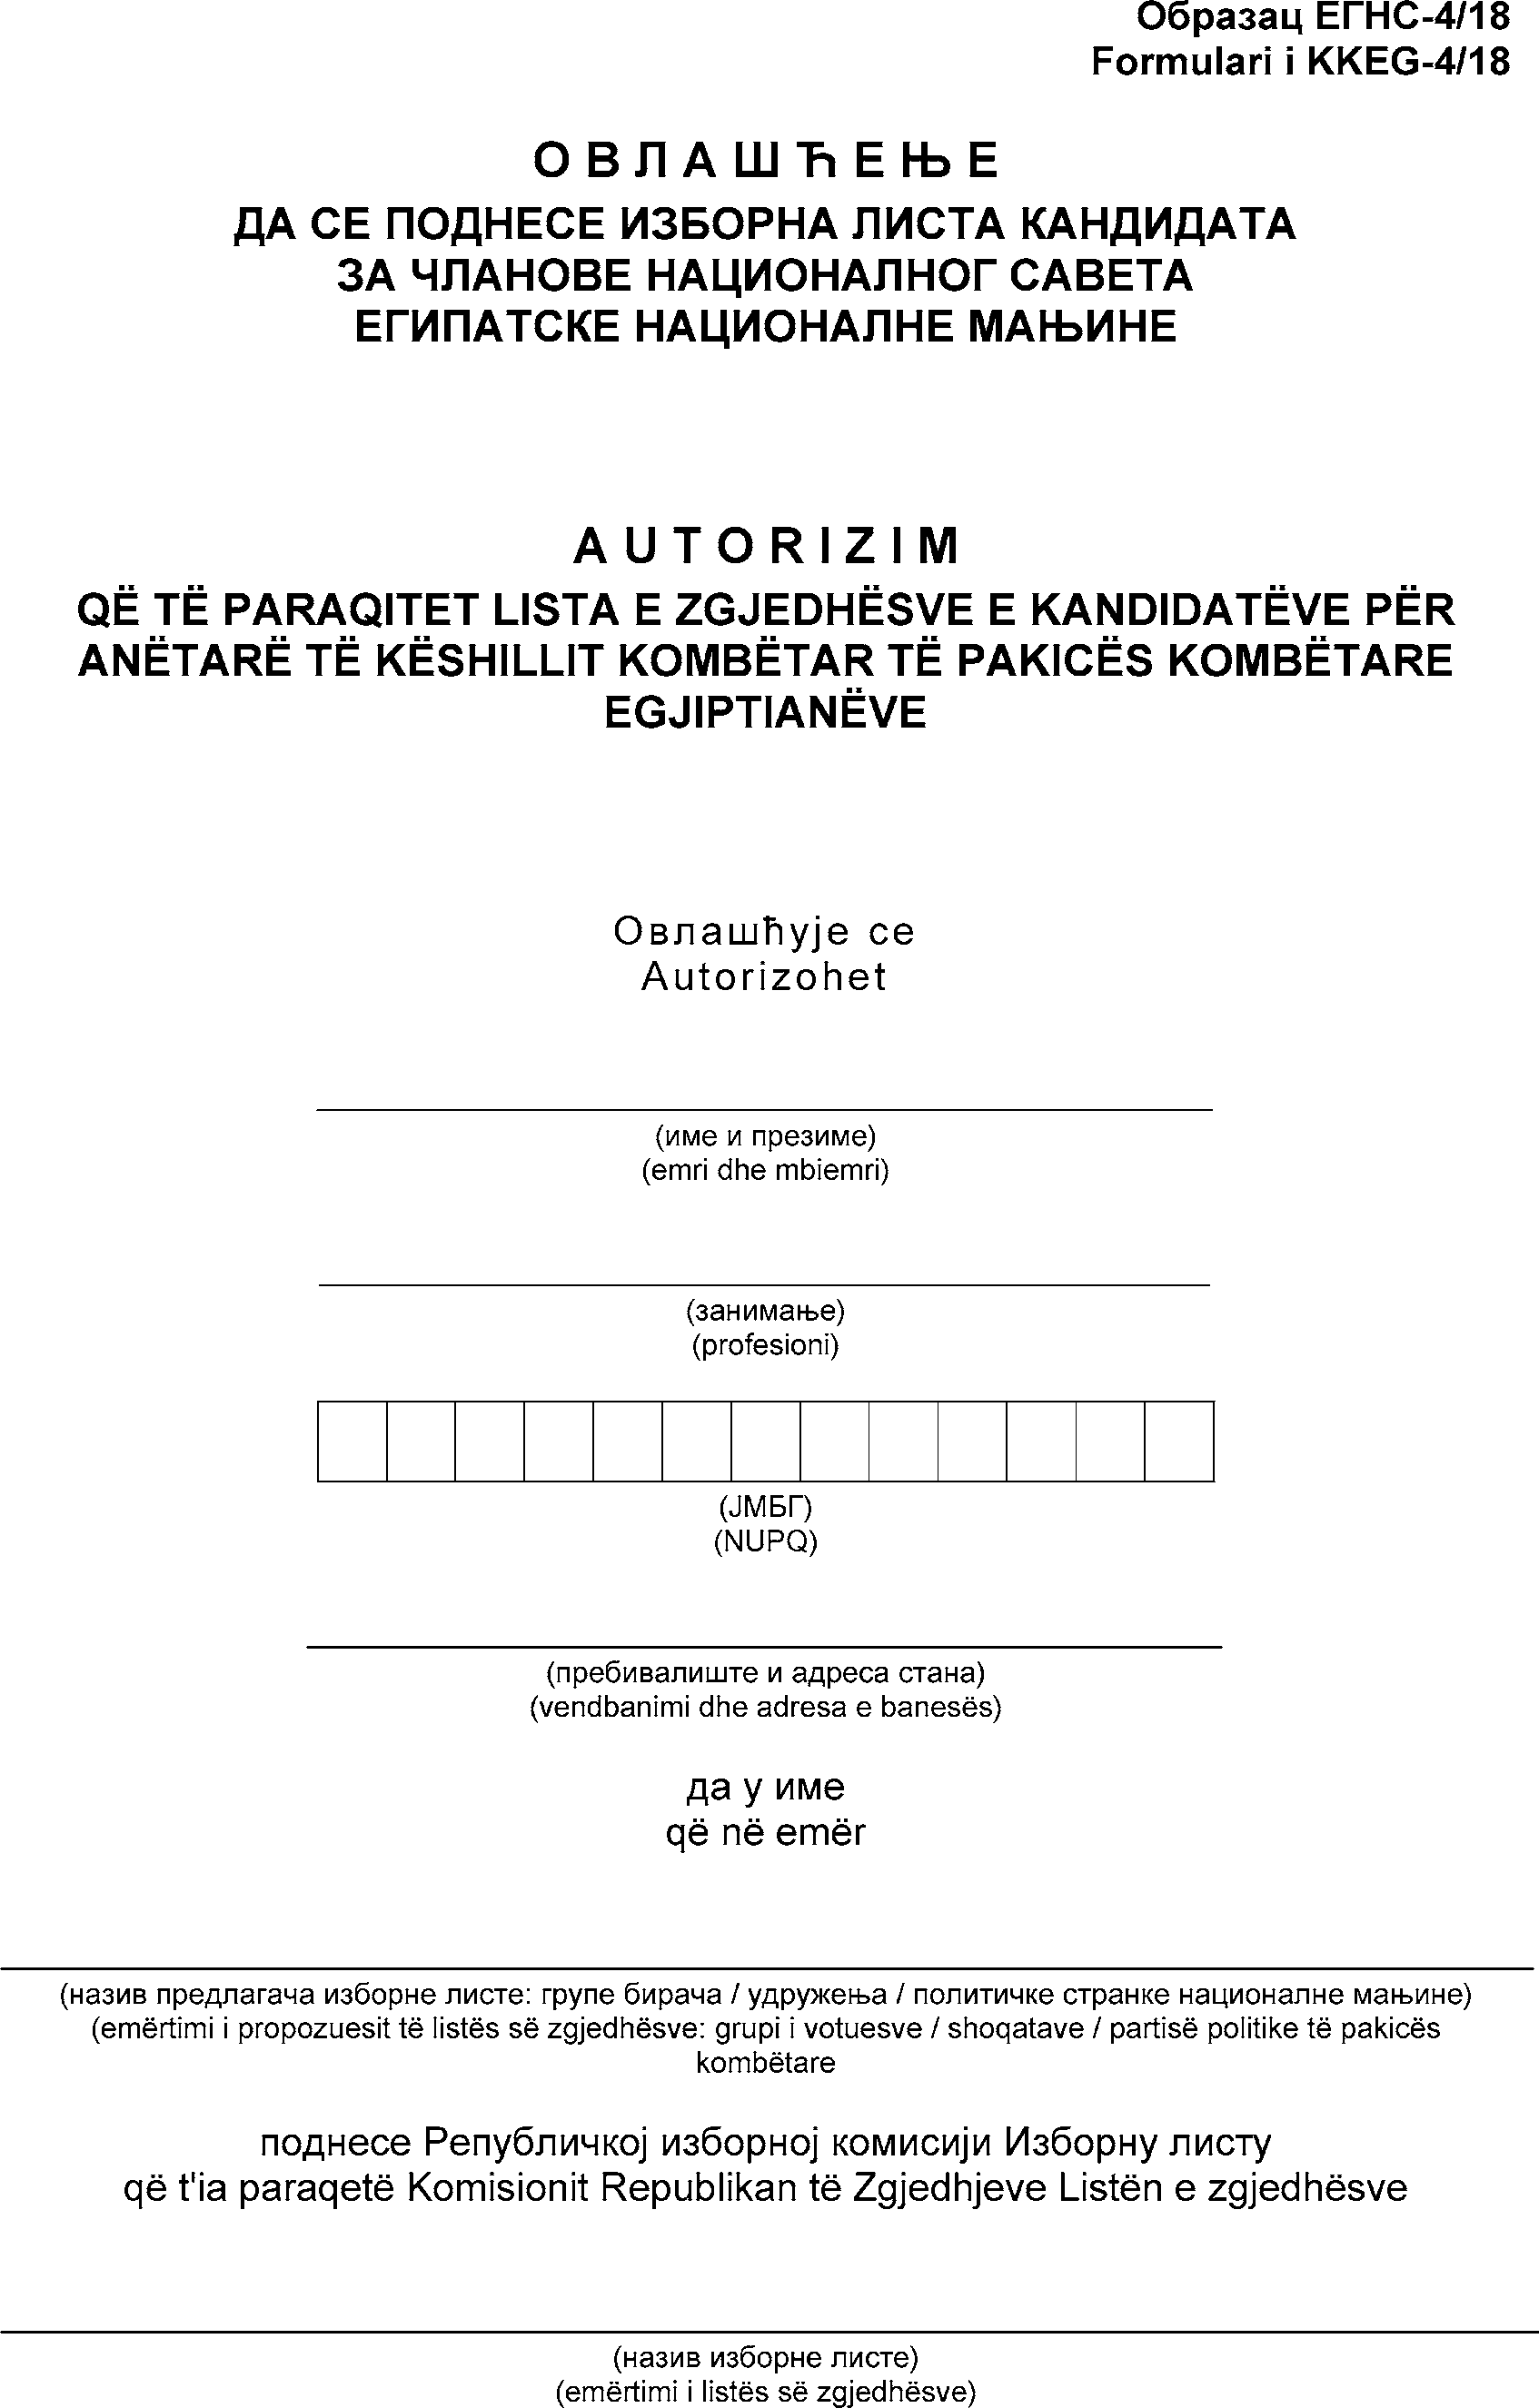 Образац ЕГНС-4/18
Formulari i KKEG-4/18
О В Л А Ш Ћ Е Њ Е
ДА СЕ ПОДНЕСЕ ИЗБОРНА ЛИСТА КАНДИДАТА
ЗА ЧЛАНОВЕ НАЦИОНАЛНОГ САВЕТА
ЕГИПАТСКЕ НАЦИОНАЛНЕ МАЊИНЕ
A U T O R I Z I M
QË TË PARAQITET LISTA E ZGJEDHËSVE E KANDIDATËVE PËR
ANËTARË TË KËSHILLIT KOMBËTAR TË PAKICËS KOMBËTARE
EGJIPTIANËVE
Овлашћује се
Autorizohet
(име и презиме)
(emri dhe mbiemri)
(занимање)
(profesioni)
(ЈМБГ)
(NUPQ)
(пребивалиште и адреса стана)
(vendbanimi dhe adresa e banesës)
да у име
që në emër
(назив предлагача изборне листе: групе бирача / удружења / политичке странке националне мањине)
(emërtimi i propozuesit të listës së zgjedhësve: grupi i votuesve / shoqatave / partisë politike të pakicës
kombëtare
поднесе Републичкој изборној комисији Изборну листу
që t'ia paraqetë Komisionit Republikan të Zgjedhjeve Listën e zgjedhësve
(назив изборне листе)
(emërtimi i listës së zgjedhësve)